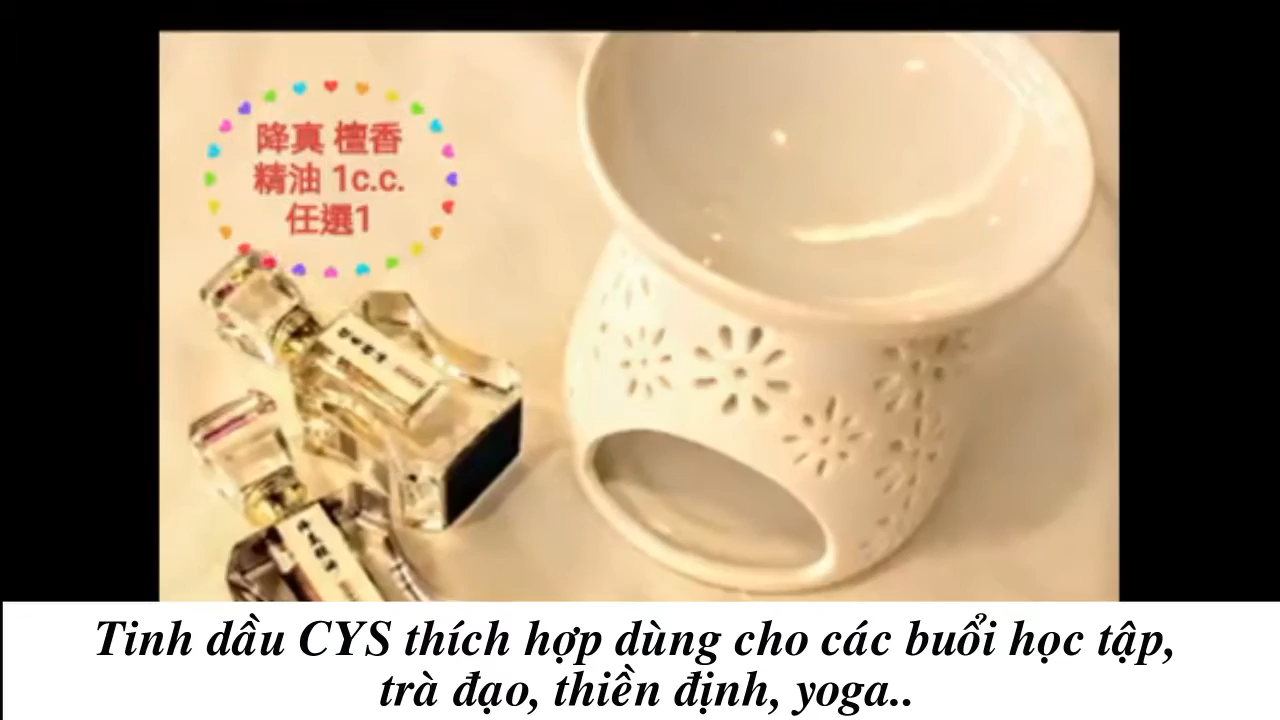 降真 檀香
精油 1c.c.
任選1
Tinh dầu CYS thích hợp dùng cho các buổi học tập,
trà đạo, thiền định, yoga..